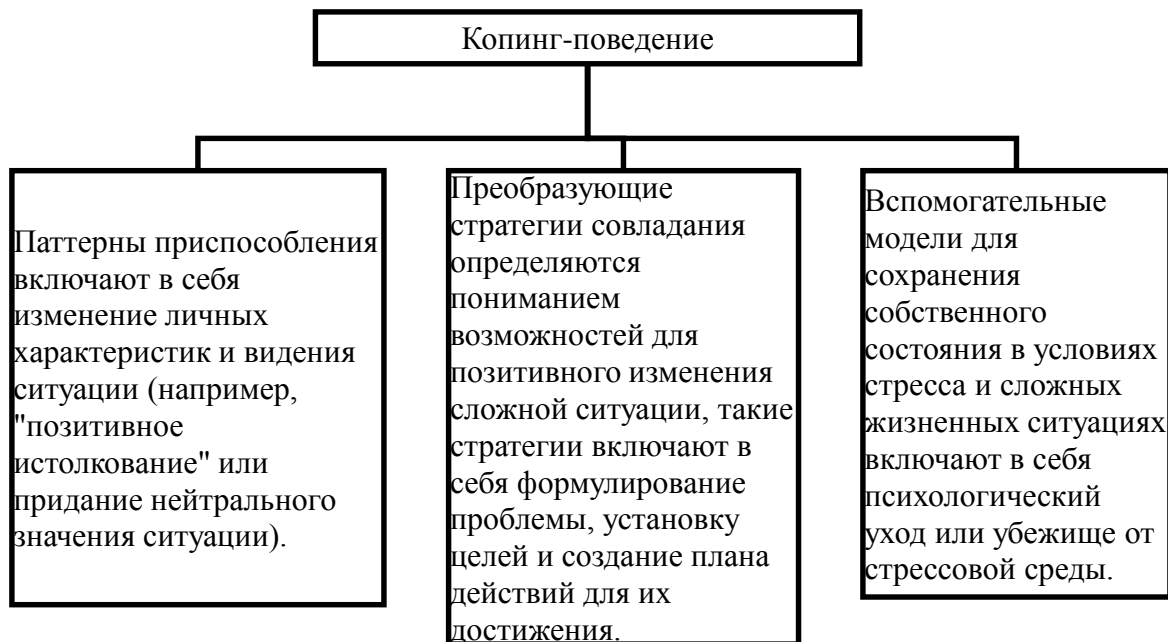 Копинг-поведение
Паттерны приспособления
включают в себя
изменение личных
характеристик и видения
ситуации (например,
"позитивное
истолкование" или
придание нейтрального
значения ситуации).
Преобразующие
стратегии совладания
определяются
пониманием
возможностей для
позитивного изменения
сложной ситуации, такие
стратегии включают в
себя формулирование
проблемы, установку
целей и создание плана
действий для их
достижения.
Вспомогательные
модели для
сохранения
собственного
состояния в условиях
стресса и сложных
жизненных ситуациях
включают в себя
психологический
уход или убежище от
стрессовой среды.